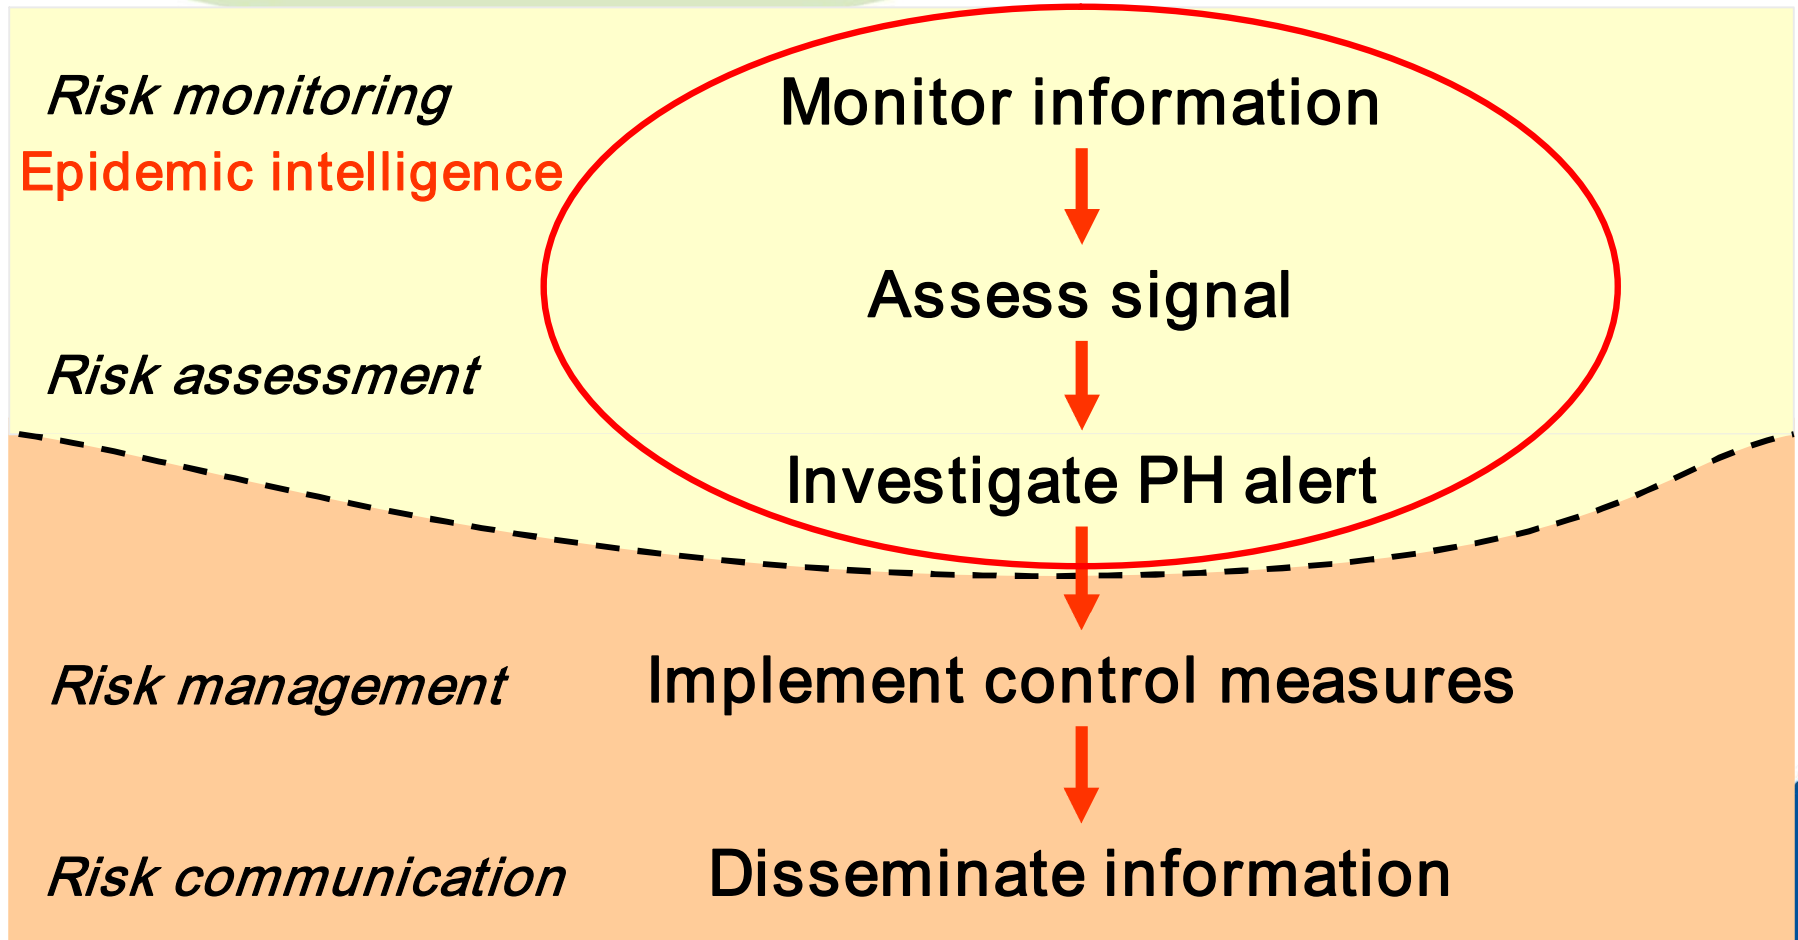 Risk monitoring
Monitor information
Epidemic intelligence
Assess signal
Risk assessment
Investigate PH alert
Risk management
Implement control measures
Risk communication
Disseminate information